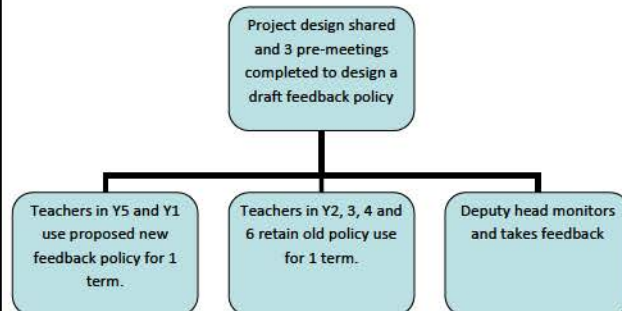 Project design shared
and 3 pre-meetings
completed to design a
draft feedback policy
Teachers in Y5 and Y1
use proposed new
feedback policy for 1
term.
Teachers in Y2, 3, 4 and
6 retain old policy use
for 1 term.
Deputy head monitors
and takes feedback